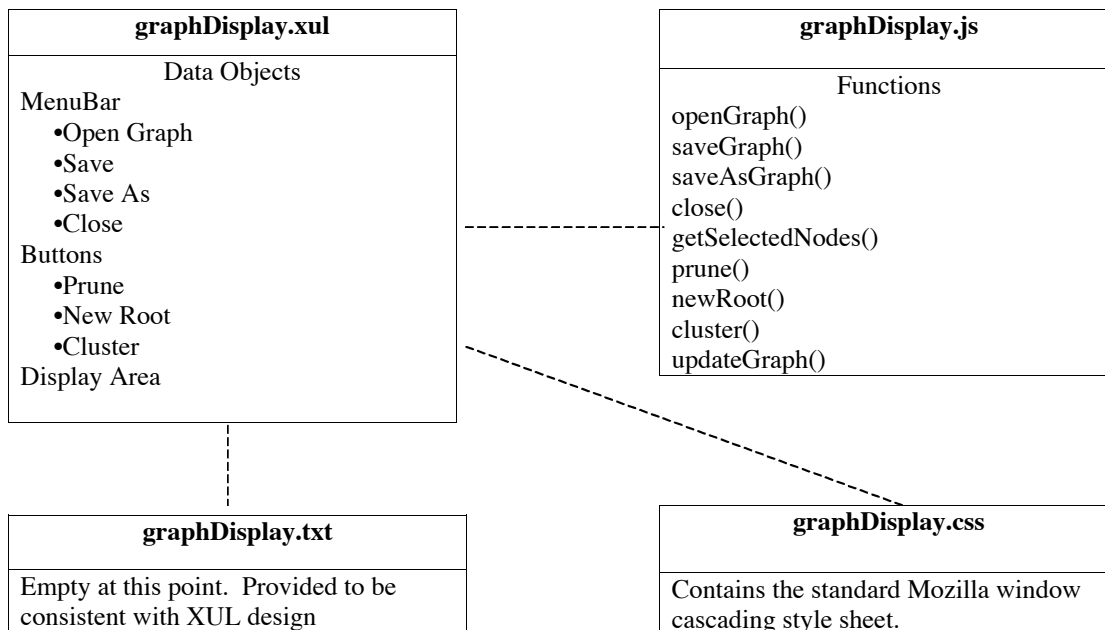 graphDisplay.xul
Data Objects
MenuBar
•Open Graph
•Save
•Save As
•Close
Buttons
•Prune
•New Root
•Cluster
Display Area
graphDisplay.js
Functions
openGraph()
saveGraph()
saveAsGraph()
close()
getSelectedNodes()
prune()
newRoot()
cluster()
updateGraph()
graphDisplay.txt
Empty at this point.  Provided to be
consistent with XUL design
graphDisplay.css
Contains the standard Mozilla window
cascading style sheet.